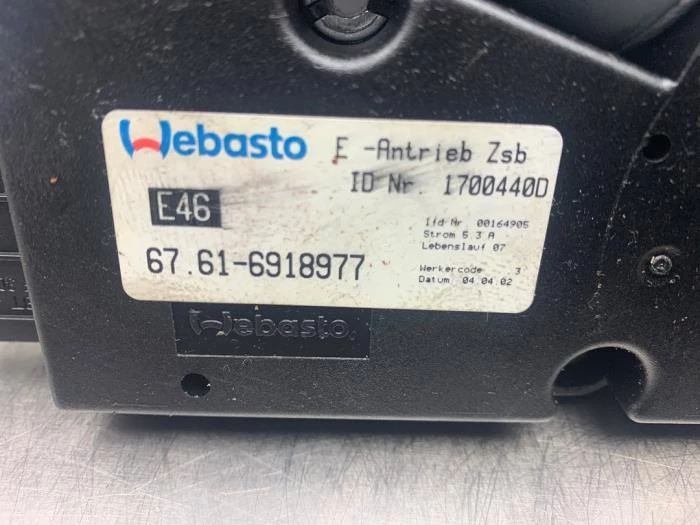 Webasto E -Antrieb Zsb
ID Nr. 1700440D
E46
lfd Nr. 00164905
Strom 5.3 A
Lebenslauf 07
67.61-6918977
Werkercode 3
Datum 04.04.02
Webasto